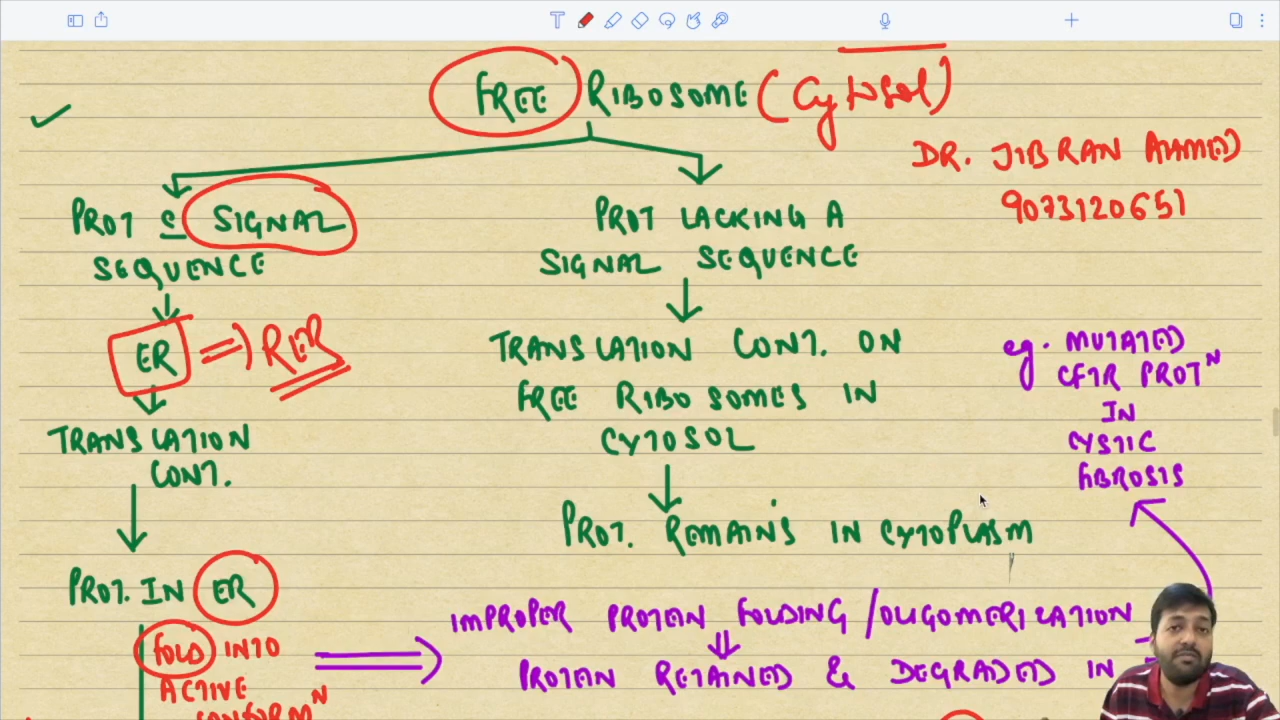 FREE RIBOSOME (Cytosol)
DR. JIBRAN AHMED
9073120651
PROT c SIGNAL
SEQUENCE
ER => RER
TRANSLATION
CONT.
PROT. IN ER
FOLD INTO
ACTIVE
CONFORM^N
PROT LACKING A
SIGNAL SEQUENCE
TRANSLATION CONT. ON
FREE RIBOSOMES IN
CYTOSOL
PROT. REMAINS IN CYTOPLASM
eg. MUTATED
CFTR PROT^N
IN
CYSTIC
FIBROSIS
IMPROPER PROTEIN FOLDING / OLIGOMERIZATION
PROTEIN RETAINED & DEGRADED IN